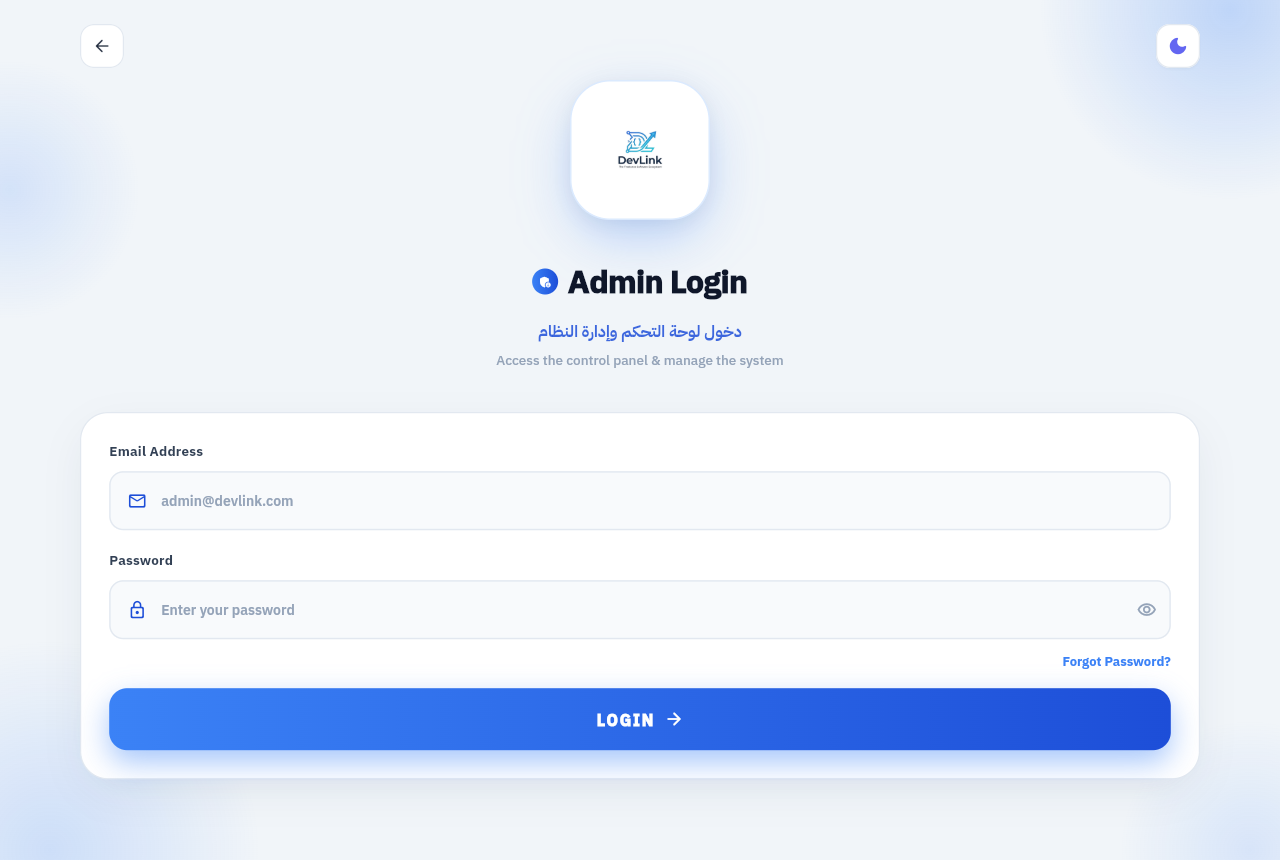 DevLink
Admin Login
دخول لوحة التحكم وإدارة النظام
Access the control panel & manage the system
Email Address
admin@devlink.com
Password
Enter your password
Forgot Password?
LOGIN